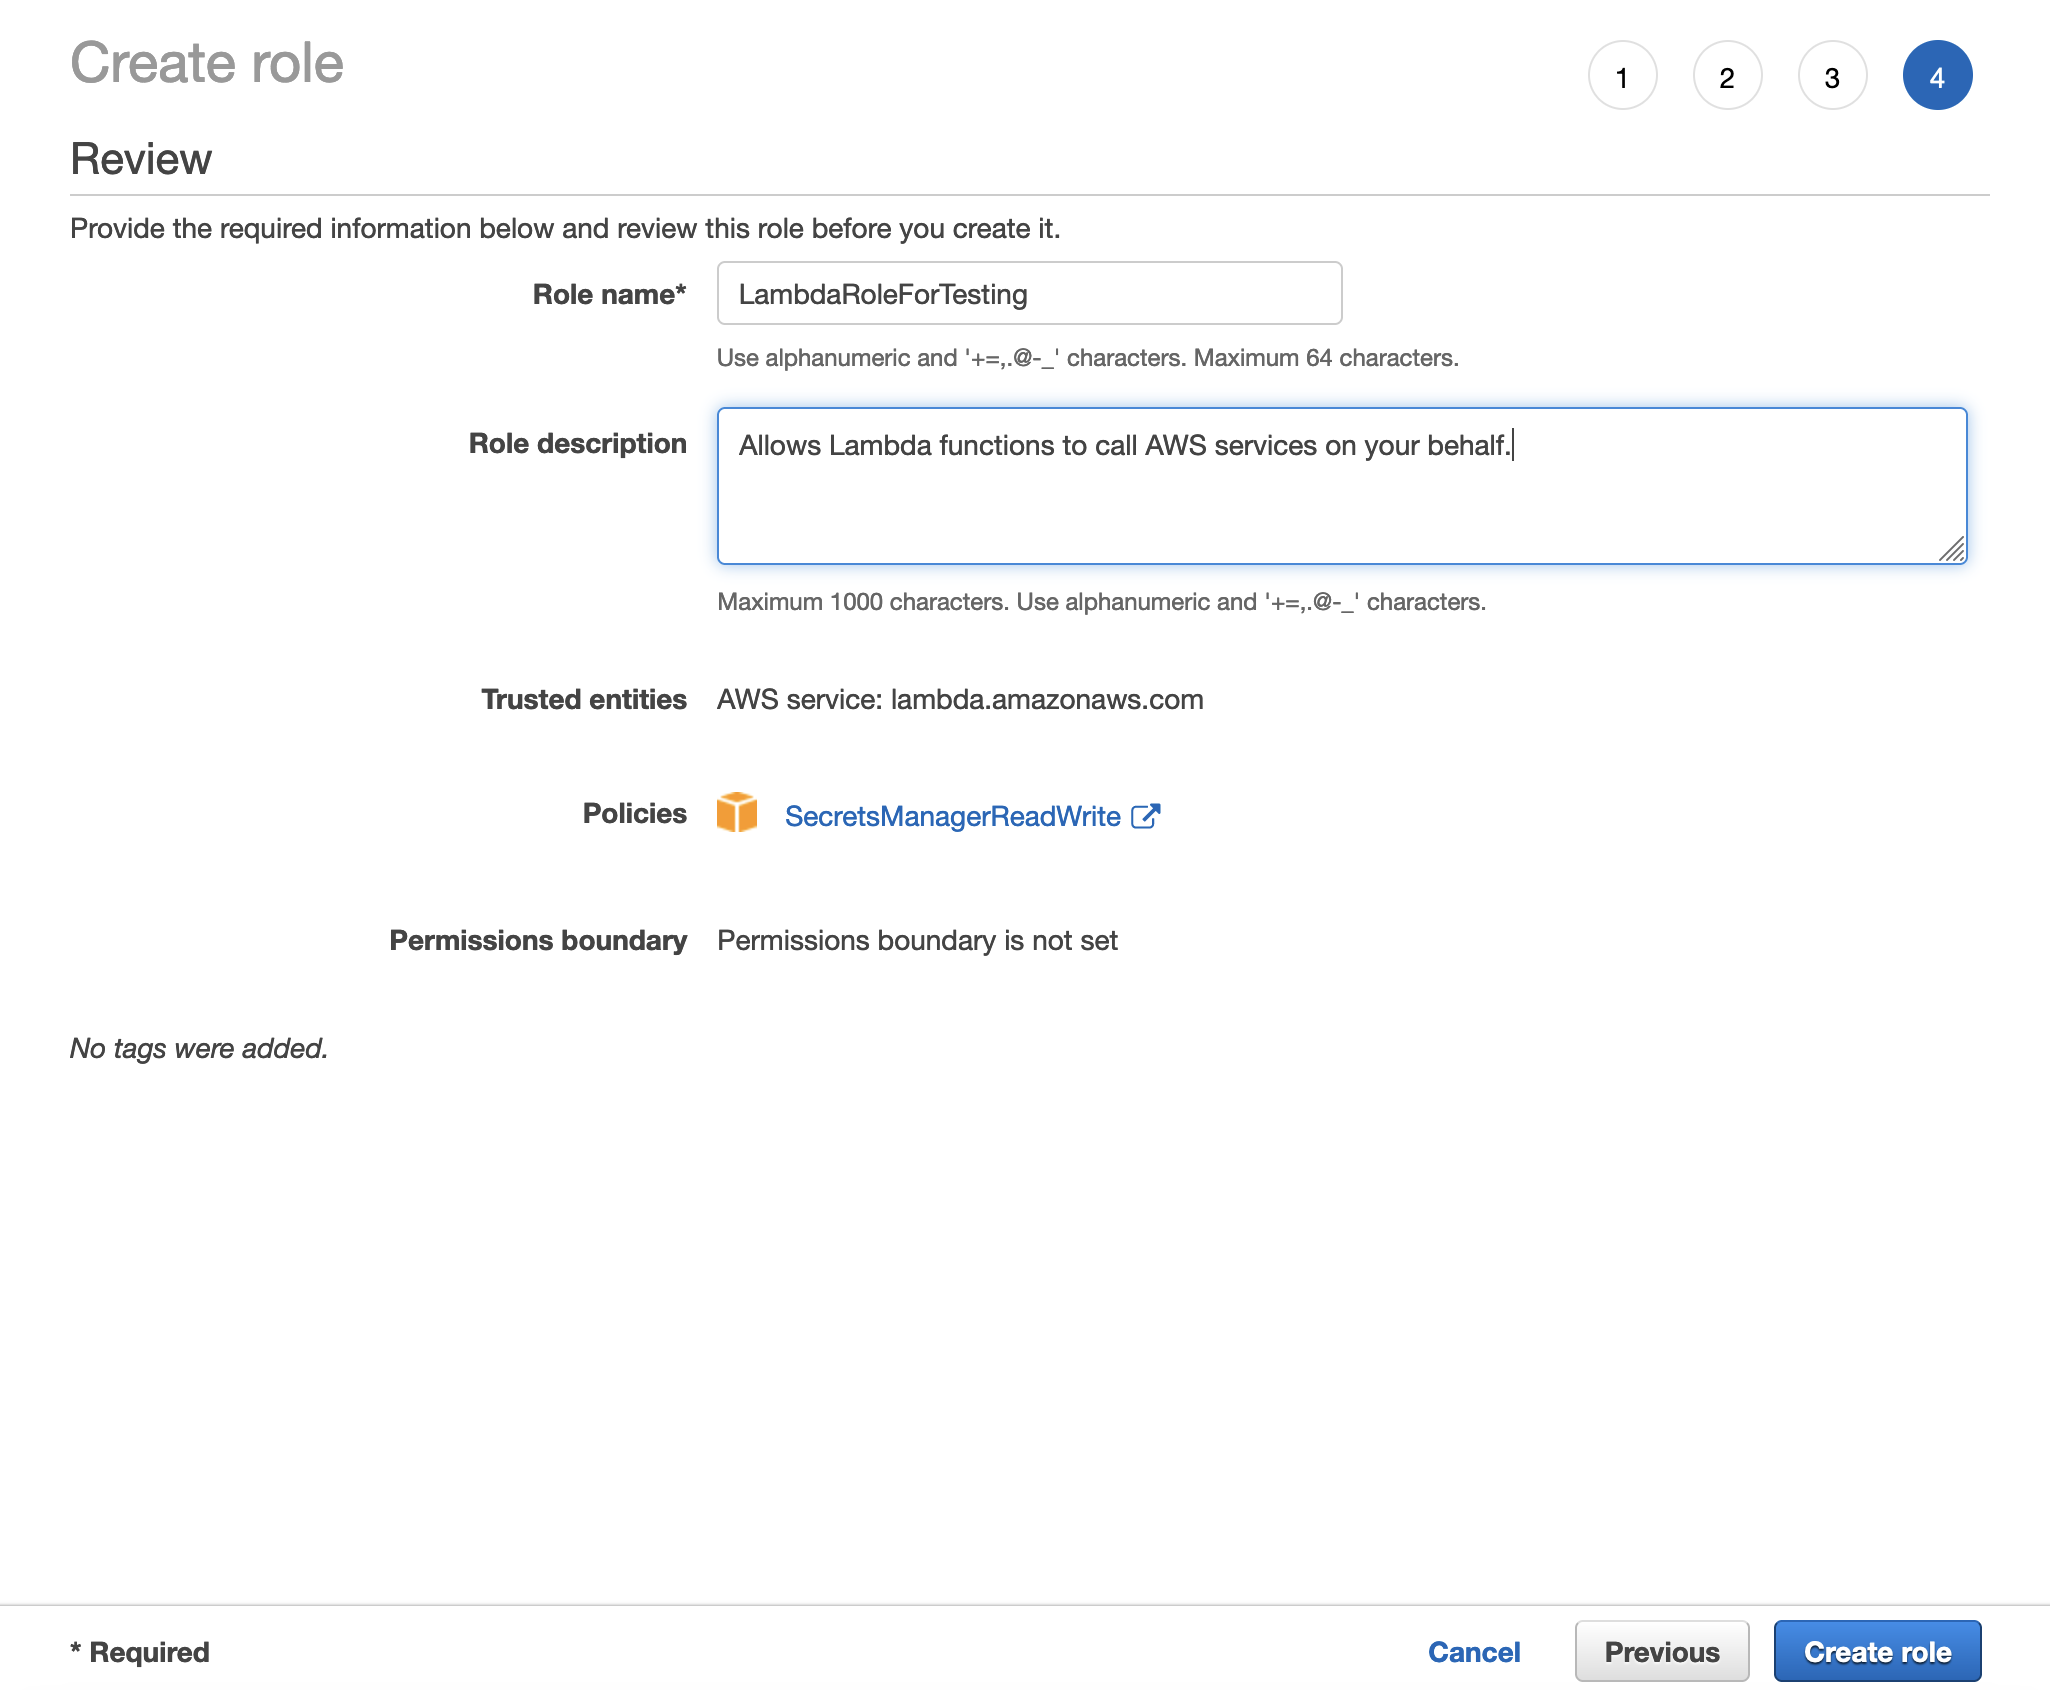 Create role
1 2 3 4
Review
Provide the required information below and review this role before you create it.
Role name* LambdaRoleForTesting
Use alphanumeric and '+=,.@-_' characters. Maximum 64 characters.
Role description Allows Lambda functions to call AWS services on your behalf.
Maximum 1000 characters. Use alphanumeric and '+=,.@-_' characters.
Trusted entities AWS service: lambda.amazonaws.com
Policies SecretsManagerReadWrite
Permissions boundary Permissions boundary is not set
No tags were added.
* Required Cancel Previous Create role